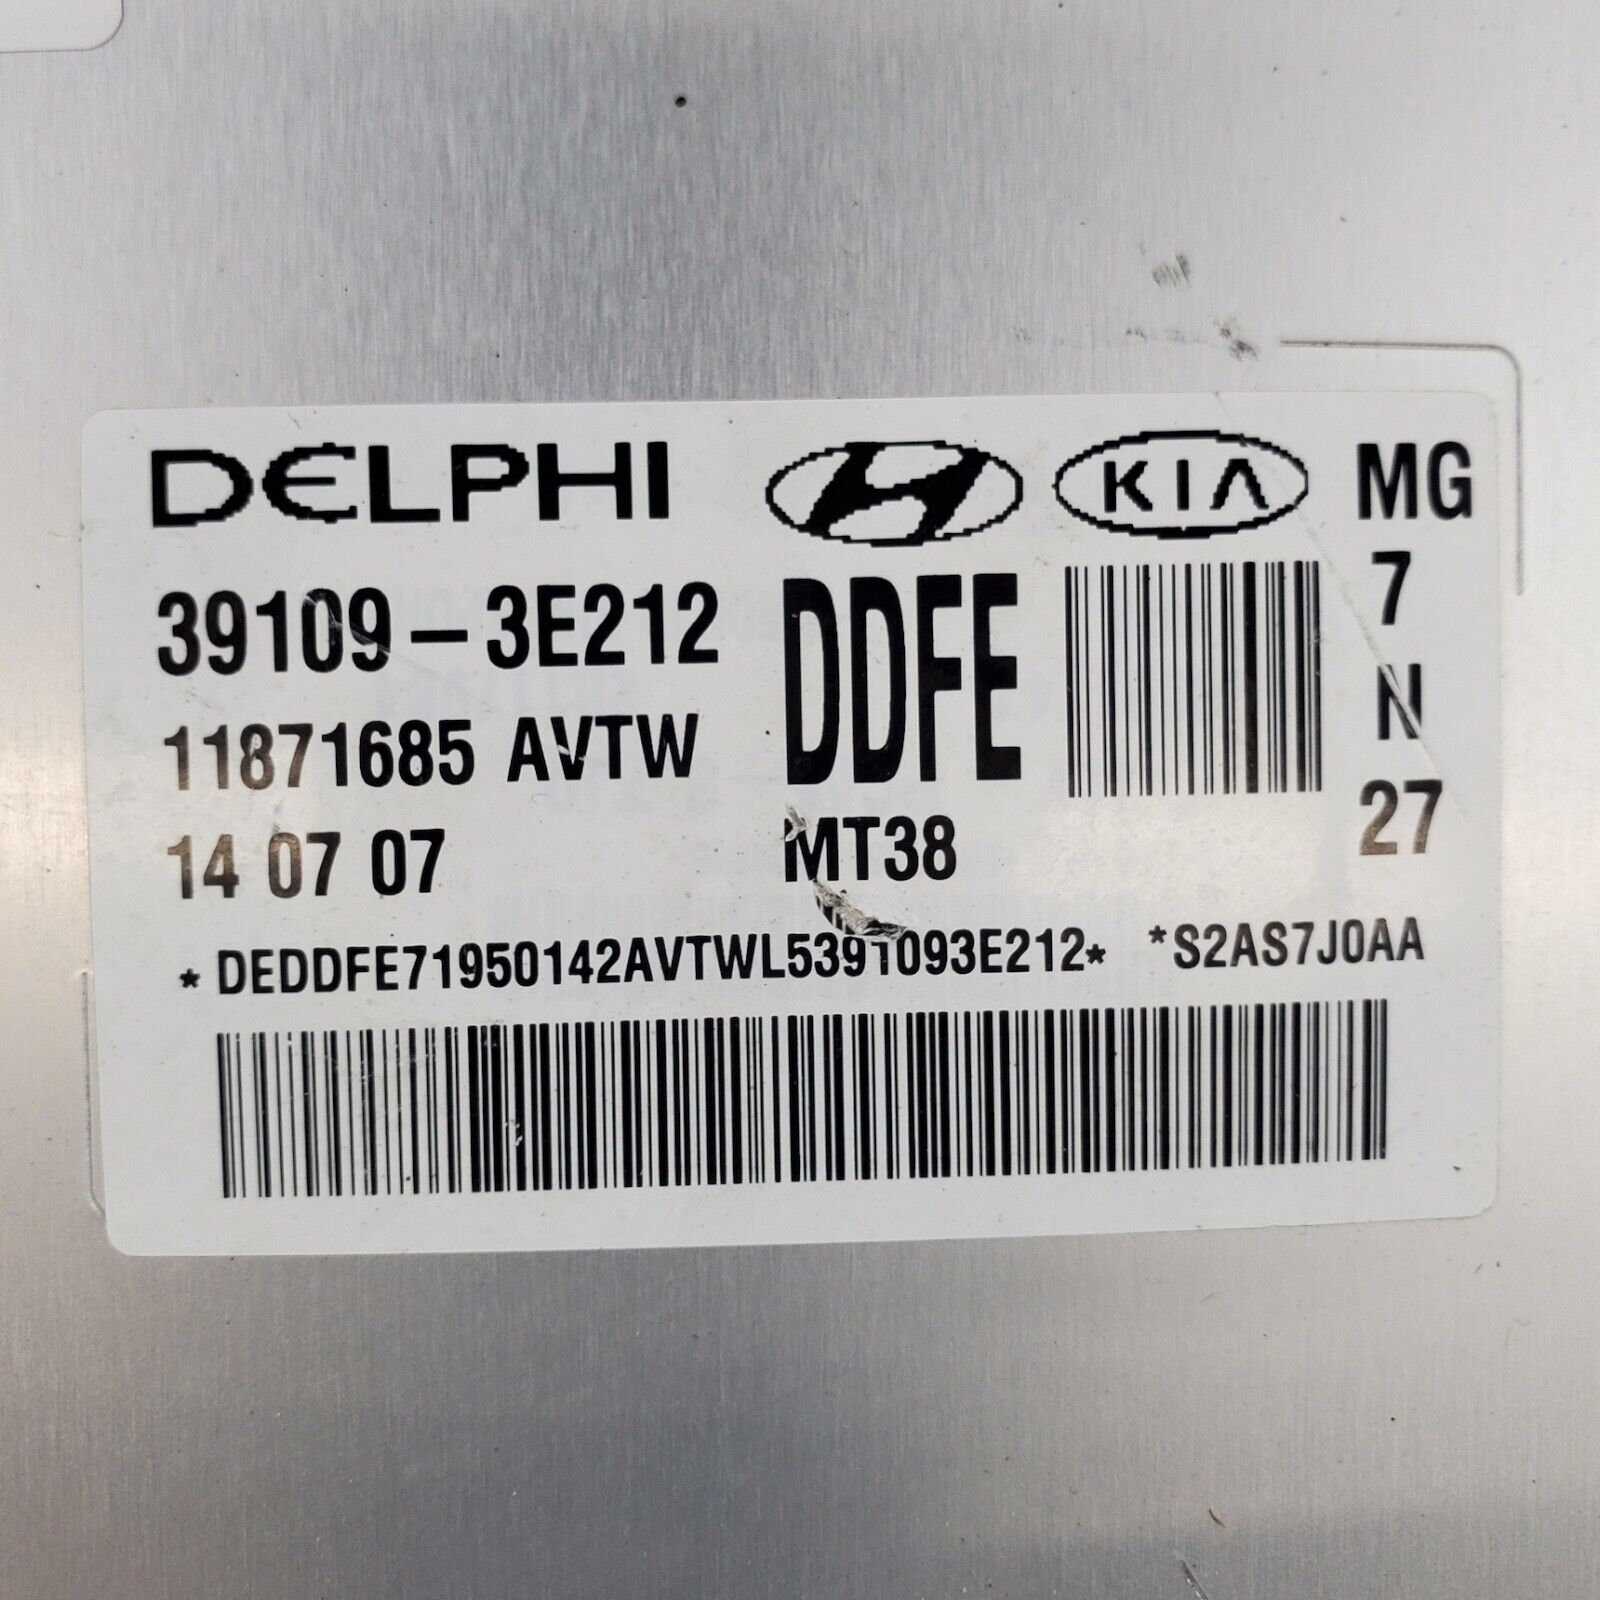 DELPHI KIA MG
39109-3E212 DDFE 7
11871685 AVTW N
14 07 07 MT38 27
*DEDDFE71950142AVTWL5391093E212* *S2AS7J0AA